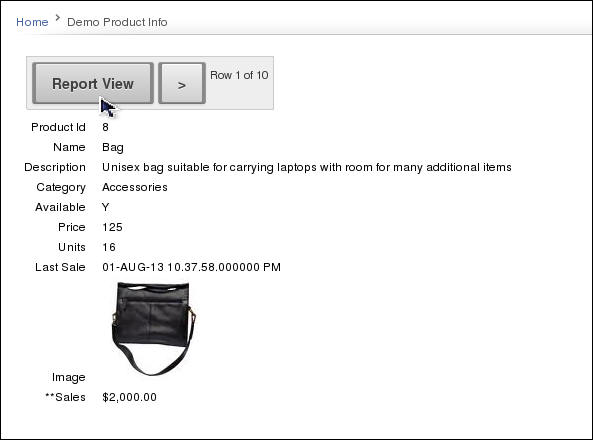 Home > Demo Product Info
Report View > Row 1 of 10
Product Id 8
Name Bag
Description Unisex bag suitable for carrying laptops with room for many additional items
Category Accessories
Available Y
Price 125
Units 16
Last Sale 01-AUG-13 10.37.58.000000 PM
Image
**Sales $2,000.00